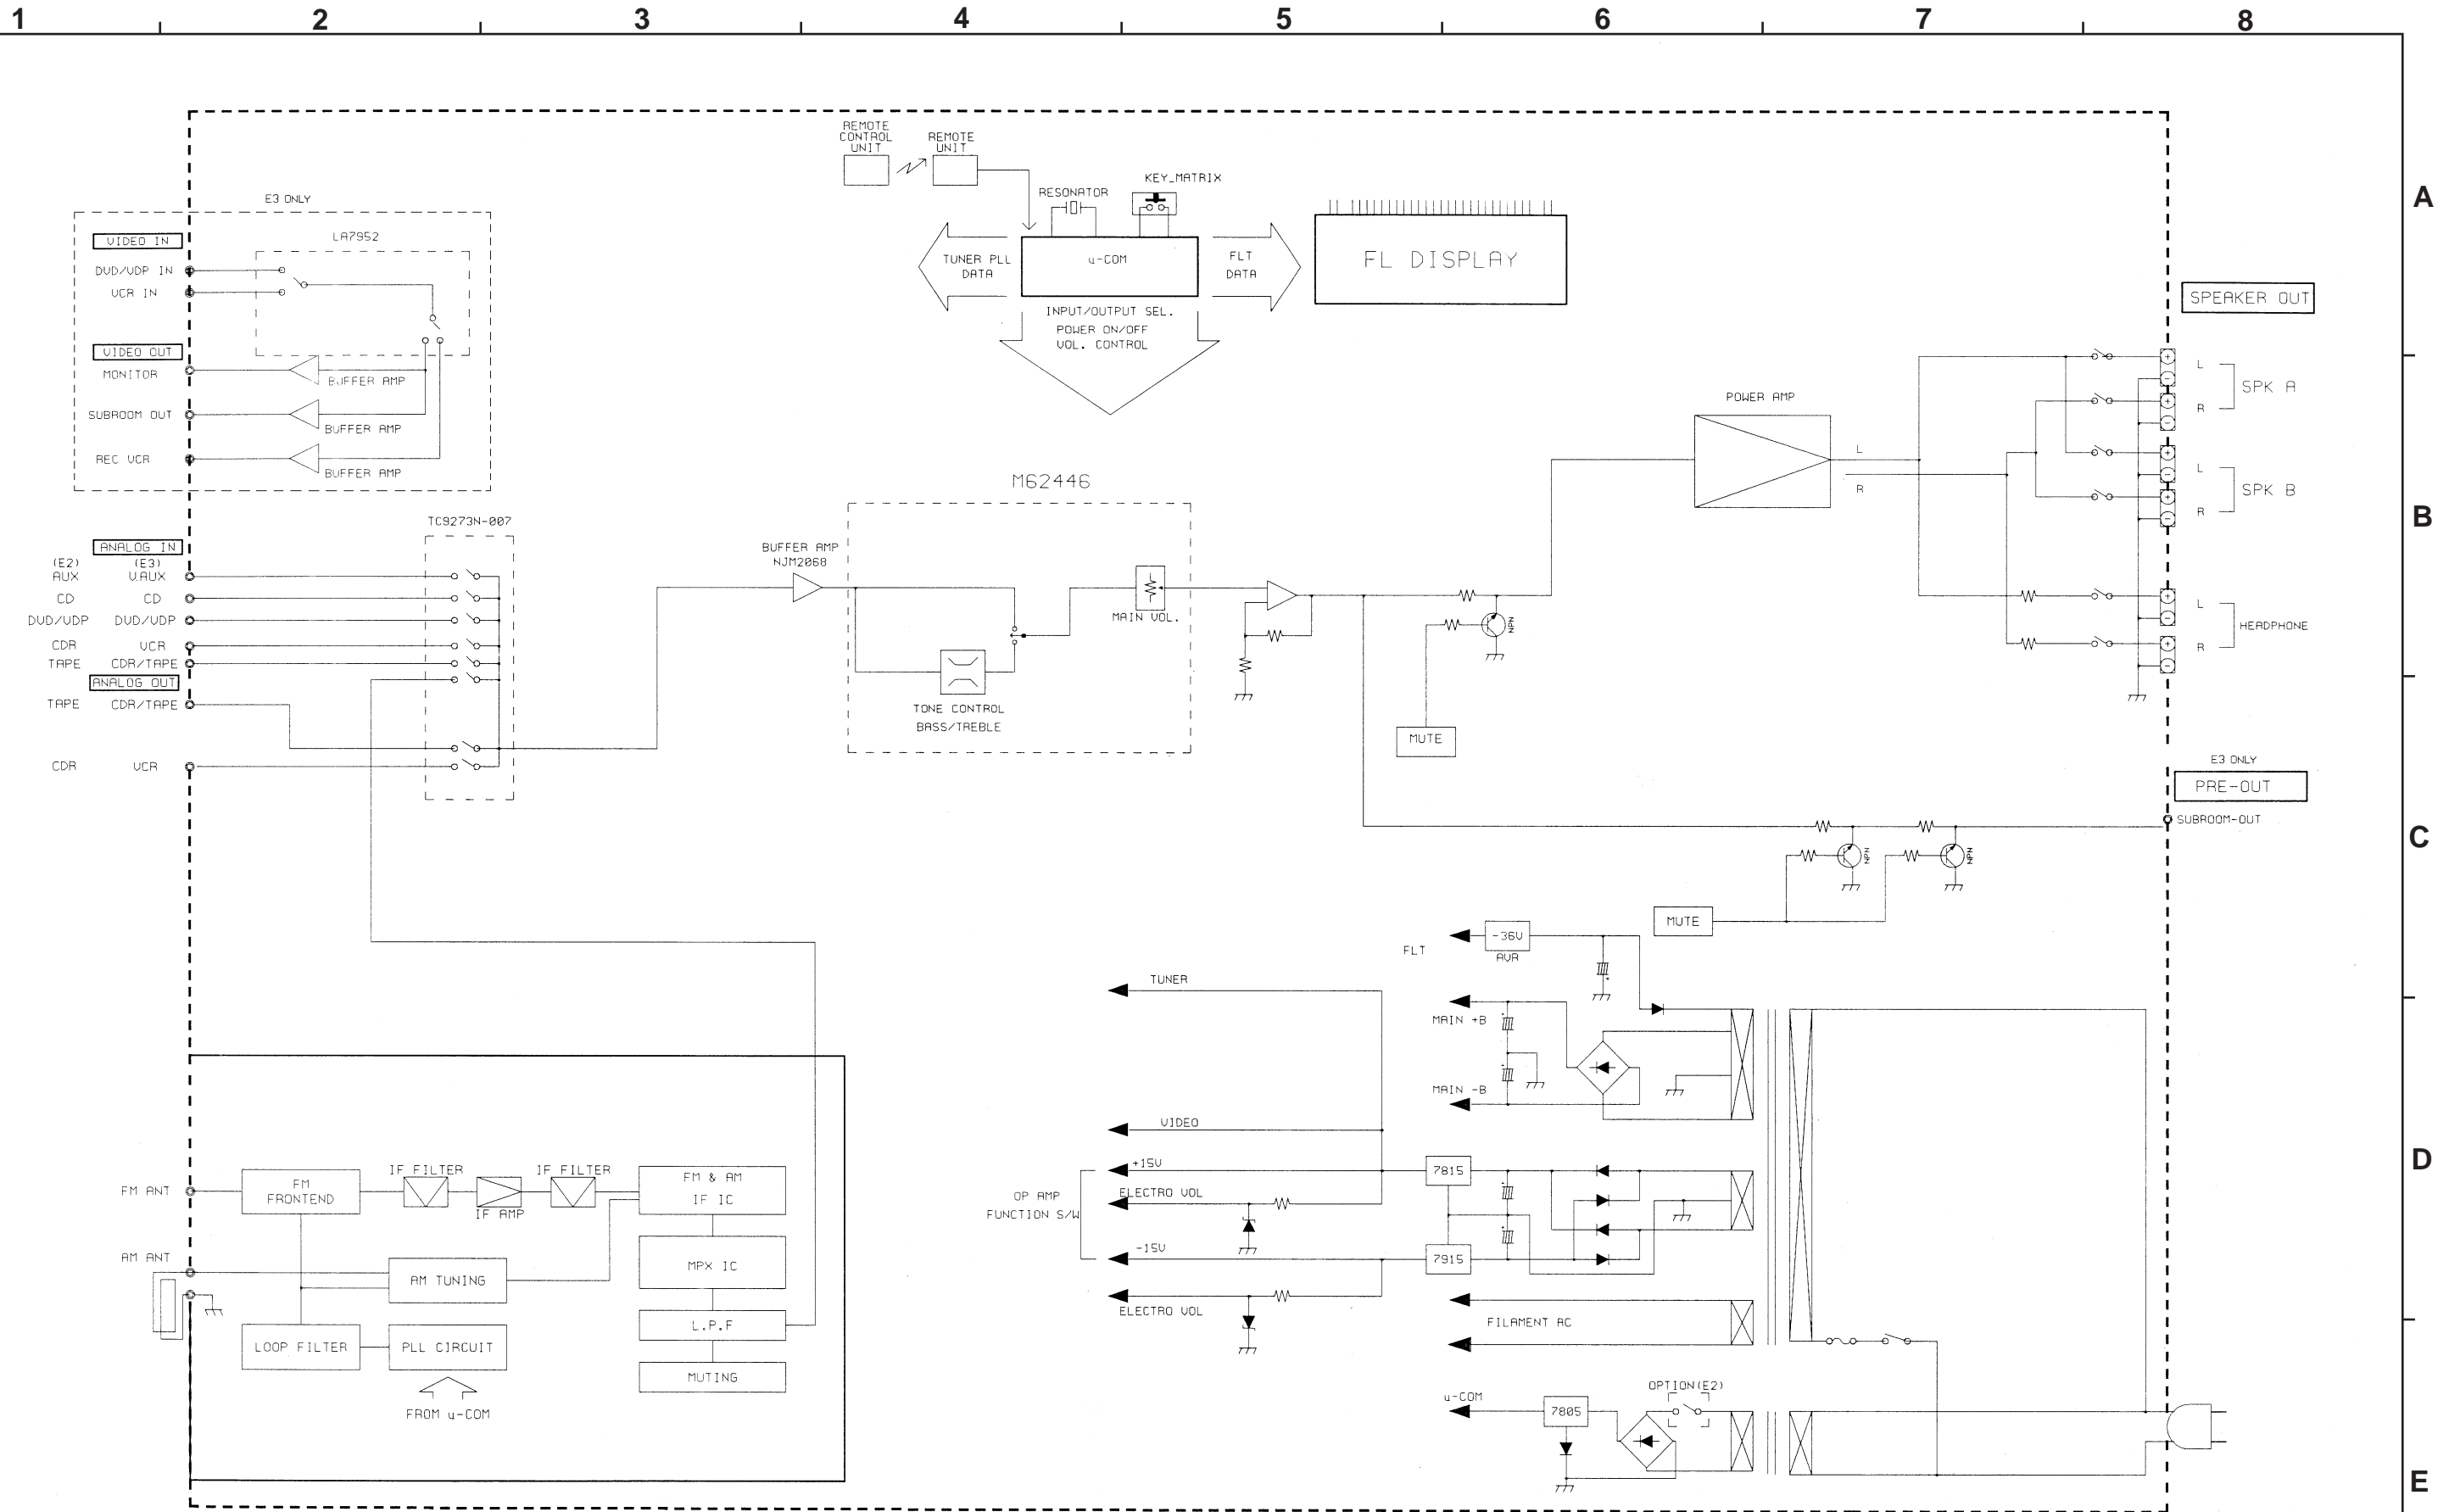 1 2 3 4 5 6 7 8
A
B
C
D
E
REMOTE
CONTROL
UNIT
REMOTE
UNIT
RESONATOR
KEY_MATRIX
TUNER PLL
DATA
u-COM
FLT
DATA
FL DISPLAY
INPUT/OUTPUT SEL.
POWER ON/OFF
VOL. CONTROL
E3 ONLY
VIDEO IN
LA7952
DVD/VDP IN
VCR IN
VIDEO OUT
MONITOR
BUFFER AMP
SUBROOM OUT
BUFFER AMP
REC VCR
BUFFER AMP
SPEAKER OUT
POWER AMP
L
R
L
R
SPK A
L
R
SPK B
L
R
HEADPHONE
TC9273N-007
ANALOG IN
(E2) (E3)
AUX V.AUX
CD CD
DVD/VDP DVD/VDP
CDR VCR
TAPE CDR/TAPE
ANALOG OUT
TAPE CDR/TAPE
CDR VCR
M62446
BUFFER AMP
NJM2068
MAIN VOL.
TONE CONTROL
BASS/TREBLE
NPN
MUTE
E3 ONLY
PRE-OUT
SUBROOM-OUT
NPN
NPN
MUTE
FLT
-36V
AVR
TUNER
MAIN +B
MAIN -B
VIDEO
+15V
7815
ELECTRO VOL
OP AMP
FUNCTION S/W
-15V
7915
ELECTRO VOL
FILAMENT AC
OPTION(E2)
u-COM
7805
FM ANT
FM
FRONTEND
IF FILTER
IF AMP
IF FILTER
FM & AM
IF IC
AM ANT
AM TUNING
MPX IC
L.P.F
LOOP FILTER
PLL CIRCUIT
MUTING
FROM u-COM